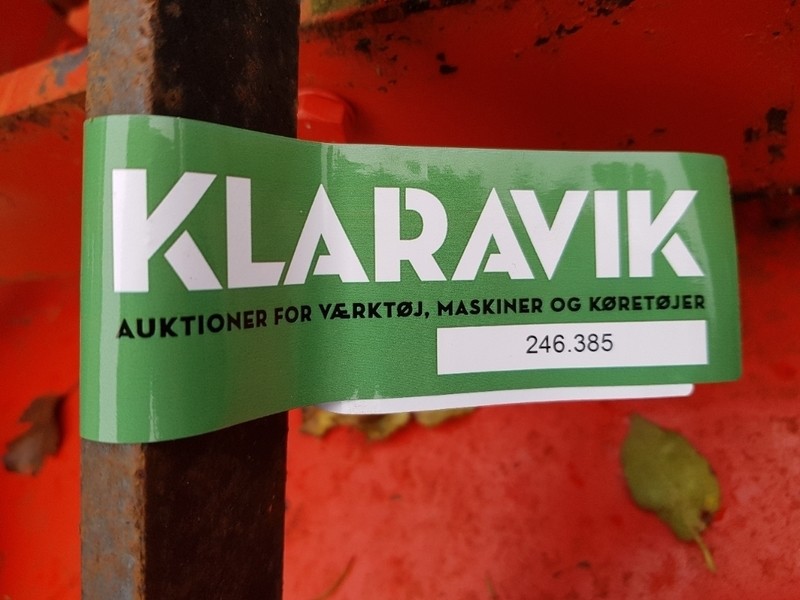 KLARAVIK
AUKTIONER FOR VÆRKTØJ, MASKINER OG KØRETØJER
246.385